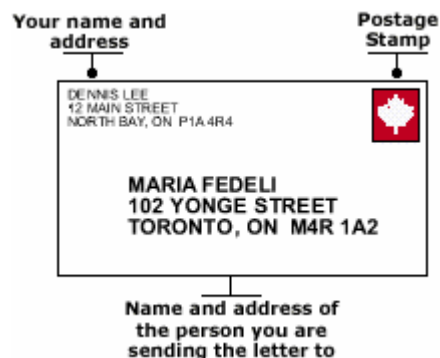 Your name and
address
Postage
Stamp
DENNIS LEE
12 MAIN STREET
NORTH BAY, ON P1A 4R4
MARIA FEDELI
102 YONGE STREET
TORONTO, ON M4R 1A2
Name and address of
the person you are
sending the letter to